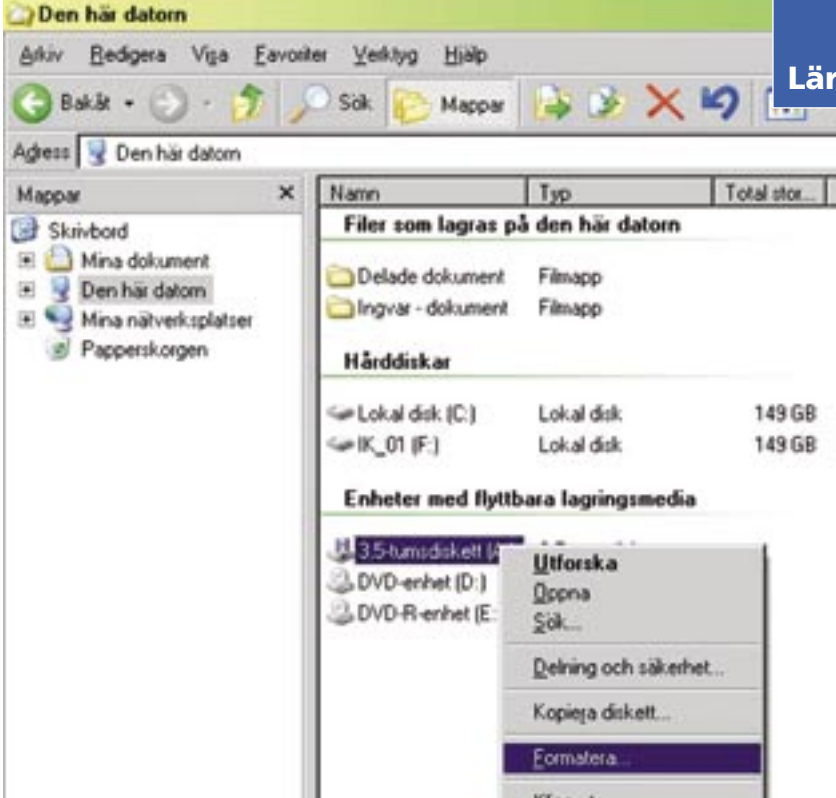 Den här datorn
Lär
Arkiv Redigera Visa Favoriter Verktyg Hjälp
Bakåt Sök Mappar
Adress Den här datorn
Mappar
Skrivbord
Mina dokument
Den här datorn
Mina nätverksplatser
Papperskorgen
Namn Typ Total stor...
Filer som lagras på den här datorn
Delade dokument Filmapp
Ingvar - dokument Filmapp
Hårddiskar
Lokal disk (C:) Lokal disk 149 GB
IK_01 (F:) Lokal disk 149 GB
Enheter med flyttbara lagringsmedia
3.5-tumsdiskett
DVD-enhet (D:)
DVD-R-enhet (E:
Utforska
Öppna
Sök...
Delning och säkerhet...
Kopiera diskett...
Formatera...